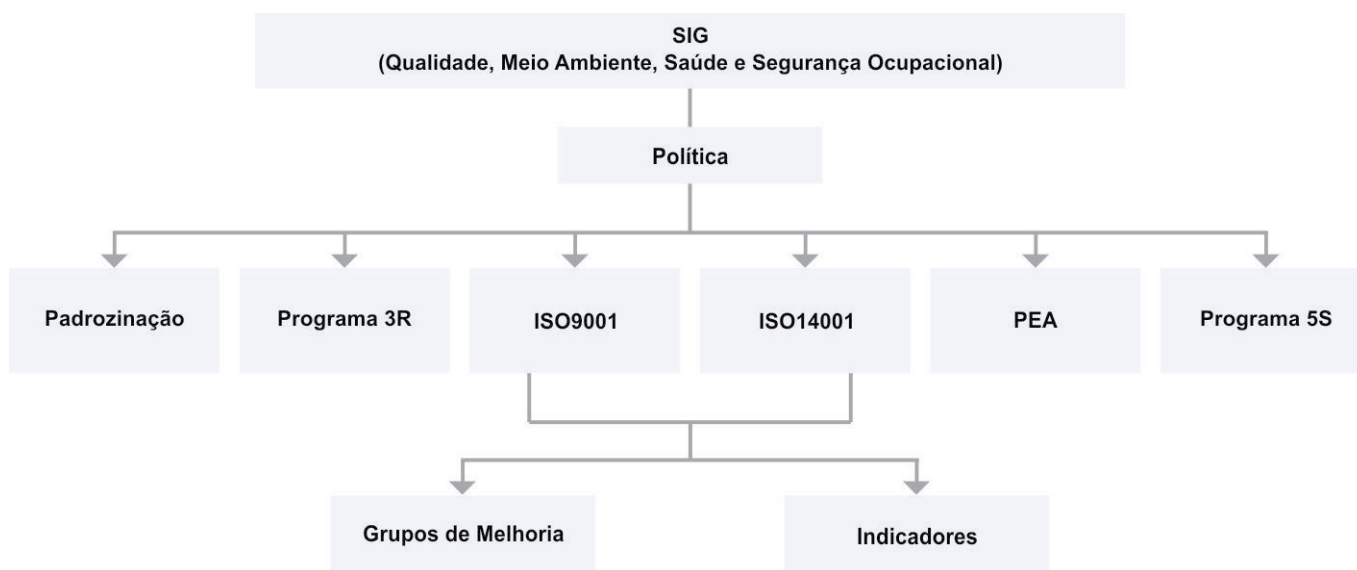 SIG
(Qualidade, Meio Ambiente, Saúde e Segurança Ocupacional)
Política
Padrozinação
Programa 3R
ISO9001
ISO14001
PEA
Programa 5S
Grupos de Melhoria
Indicadores